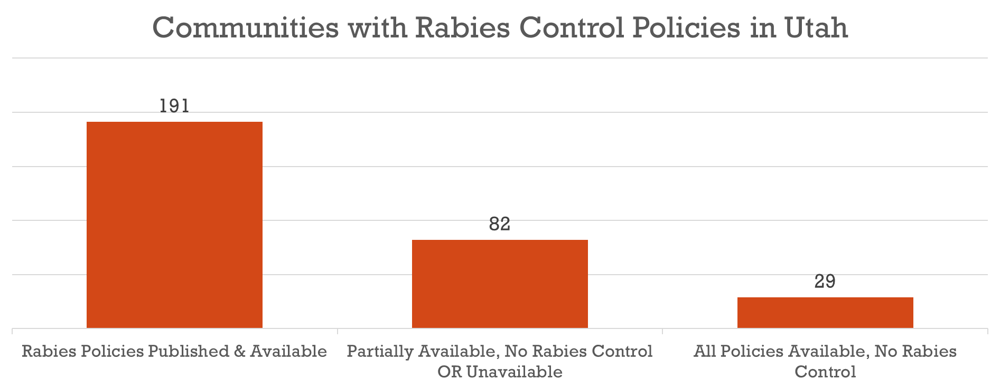 Communities with Rabies Control Policies in Utah
191
82
29
Rabies Policies Published & Available
Partially Available, No Rabies Control
OR Unavailable
All Policies Available, No Rabies
Control